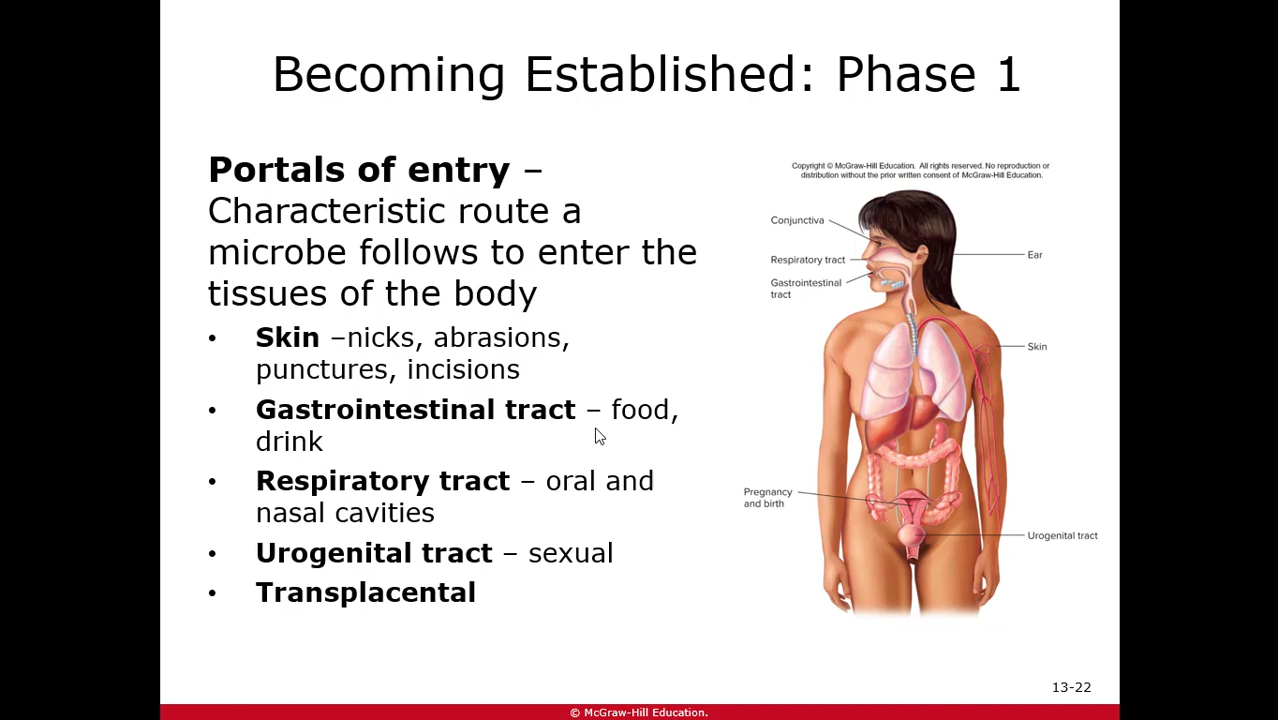 Becoming Established: Phase 1
Portals of entry –
Characteristic route a
microbe follows to enter the
tissues of the body
• Skin –nicks, abrasions,
punctures, incisions
• Gastrointestinal tract – food,
drink
• Respiratory tract – oral and
nasal cavities
• Urogenital tract – sexual
• Transplacental
Copyright © McGraw-Hill Education. All rights reserved. No reproduction or
distribution without the prior written consent of McGraw-Hill Education.
Conjunctiva
Respiratory tract
Gastrointestinal
tract
Ear
Skin
Pregnancy
and birth
Urogenital tract
13-22
© McGraw-Hill Education.